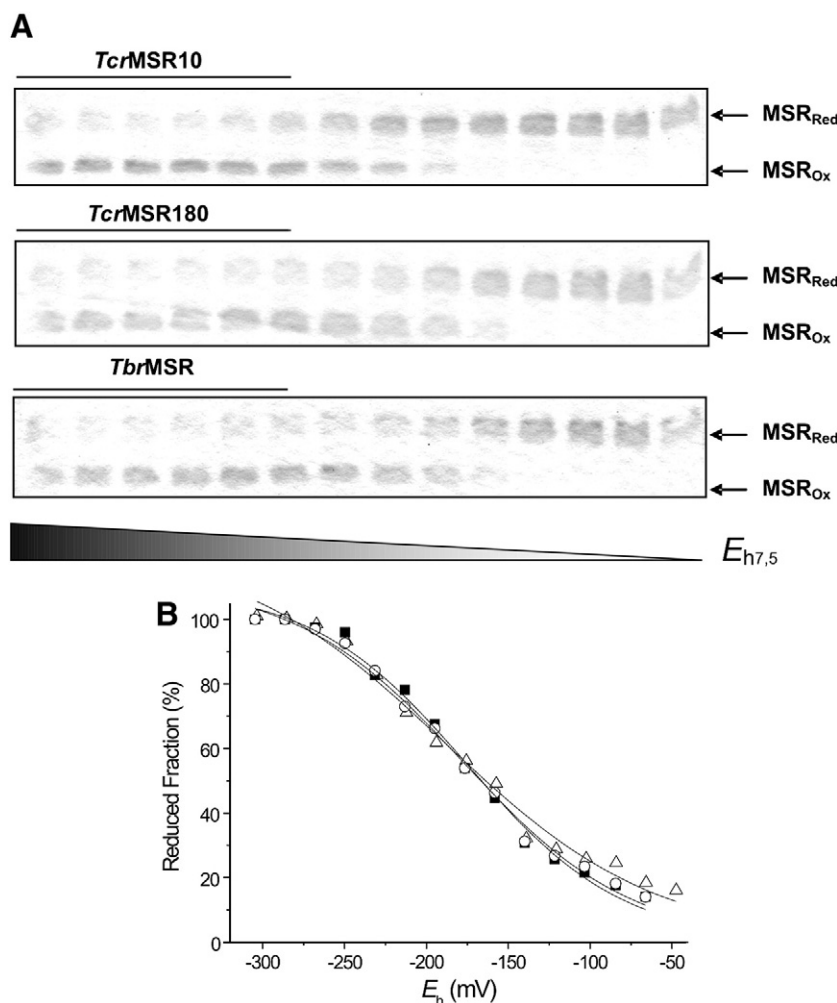 A
TcrMSR10
MSRRed
MSROx
TcrMSR180
MSRRed
MSROx
TbrMSR
MSRRed
MSROx
Eh7,5
B
100
80
60
40
20
0
Reduced Fraction (%)
-300 -250 -200 -150 -100 -50
Eh (mV)